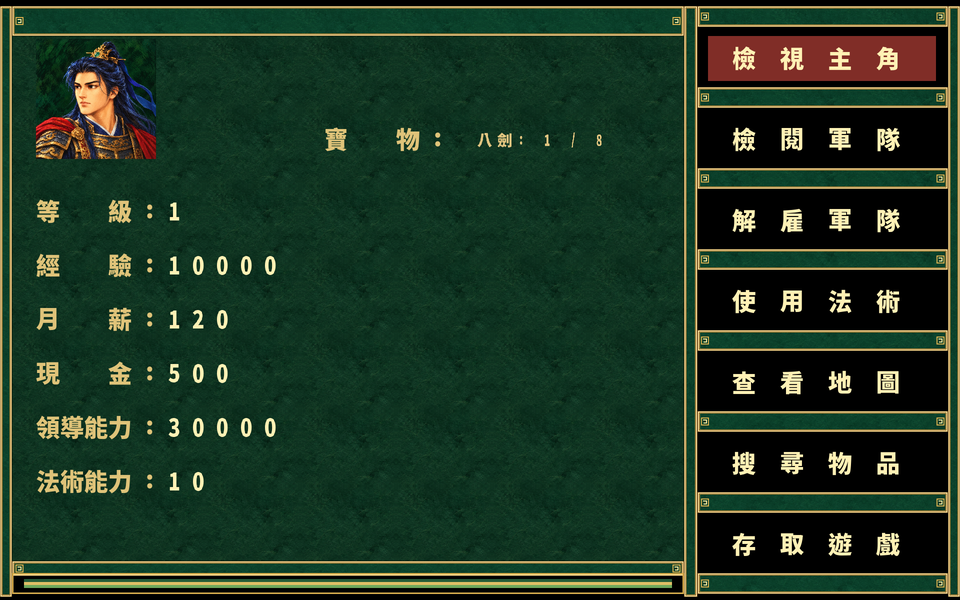 寶　物： 八劍： 1 / 8
等　級：1
經　驗：10000
月　薪：120
現　金：500
領導能力：30000
法術能力：10
檢視主角
檢閱軍隊
解雇軍隊
使用法術
查看地圖
搜尋物品
存取遊戲